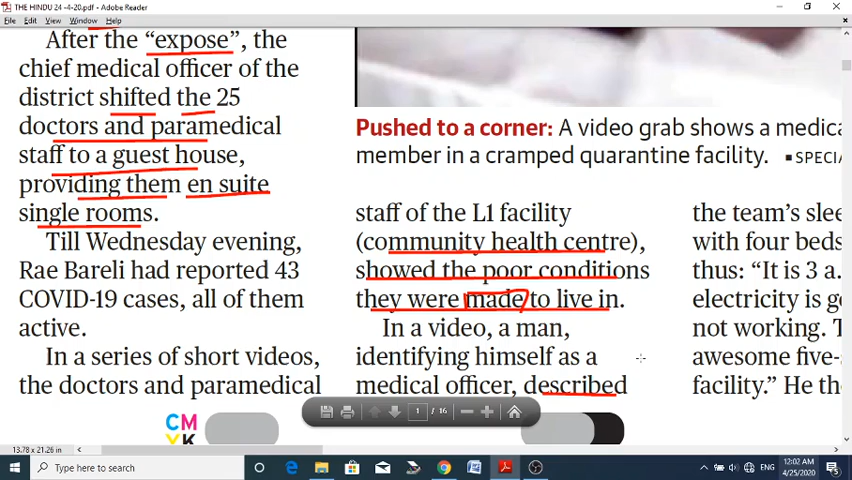 THE HINDU 24 -4-20.pdf - Adobe Reader
File Edit View Window Help
After the “expose”, the
chief medical officer of the
district shifted the 25
doctors and paramedical
staff to a guest house,
providing them en suite
single rooms.
Till Wednesday evening,
Rae Bareli had reported 43
COVID-19 cases, all of them
active.
In a series of short videos,
the doctors and paramedical
Pushed to a corner: A video grab shows a medica
member in a cramped quarantine facility. ▪SPECIA
staff of the L1 facility
(community health centre),
showed the poor conditions
they were made to live in.
In a video, a man,
identifying himself as a
medical officer, described
the team’s slee
with four beds
thus: “It is 3 a.
electricity is go
not working. T
awesome five-
facility.” He th
CM
YK
1 / 16
13.78 x 21.26 in
Type here to search
ENG
12:02 AM
4/25/2020
5